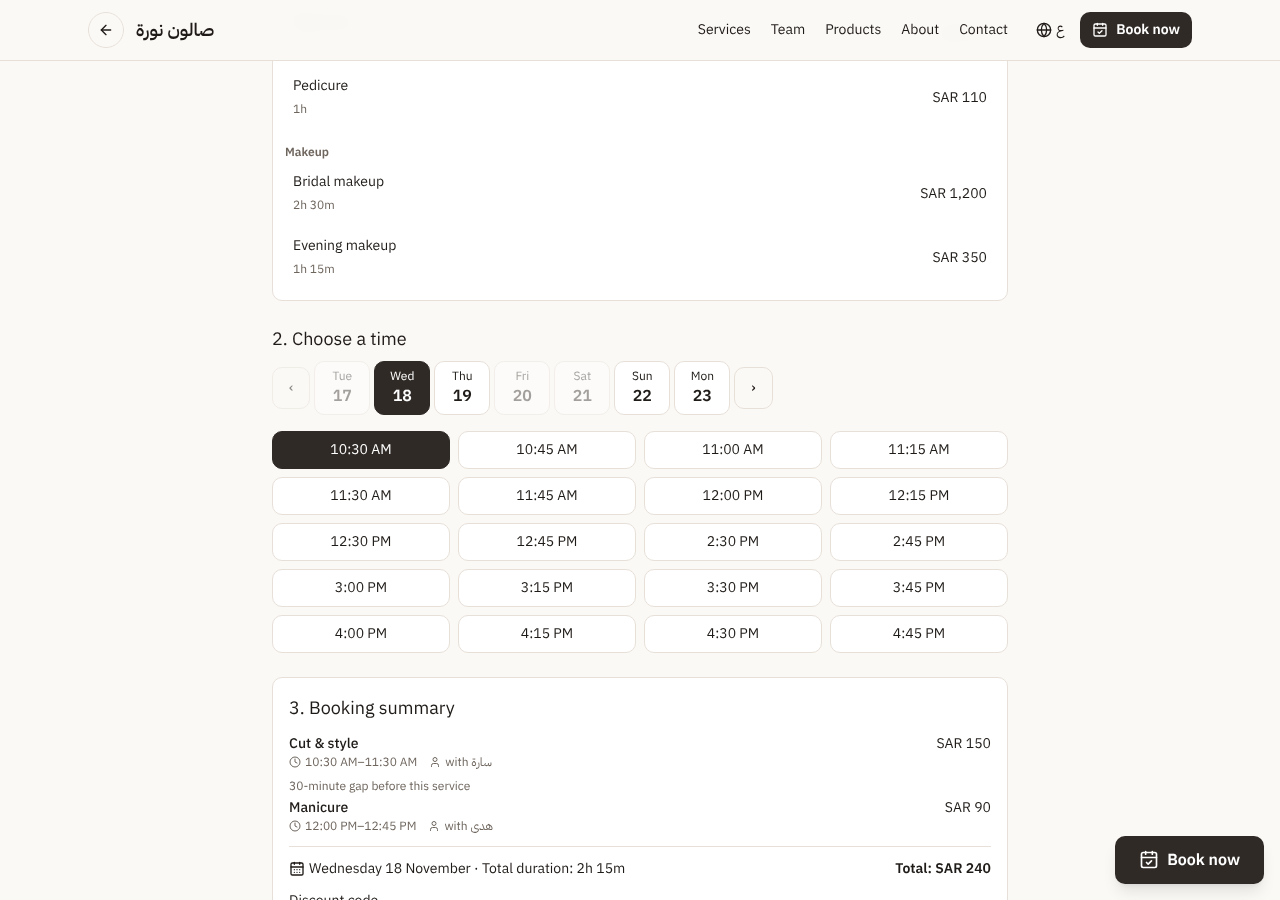 صالون نورة
Services Team Products About Contact ع Book now
Pedicure
1h
SAR 110
Makeup
Bridal makeup
2h 30m
SAR 1,200
Evening makeup
1h 15m
SAR 350
2. Choose a time
‹ Tue 17 Wed 18 Thu 19 Fri 20 Sat 21 Sun 22 Mon 23 ›
10:30 AM 10:45 AM 11:00 AM 11:15 AM
11:30 AM 11:45 AM 12:00 PM 12:15 PM
12:30 PM 12:45 PM 2:30 PM 2:45 PM
3:00 PM 3:15 PM 3:30 PM 3:45 PM
4:00 PM 4:15 PM 4:30 PM 4:45 PM
3. Booking summary
Cut & style SAR 150
10:30 AM–11:30 AM with سارة
30-minute gap before this service
Manicure SAR 90
12:00 PM–12:45 PM with هدى
Wednesday 18 November · Total duration: 2h 15m Total: SAR 240
Discount code
Book now